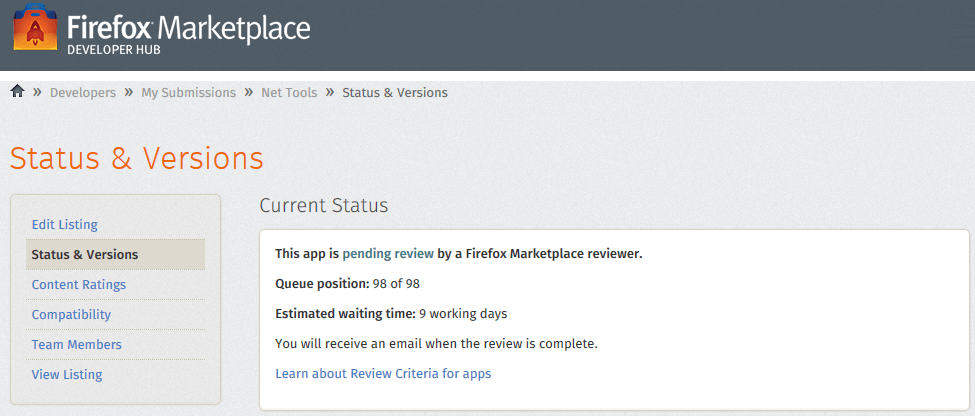 Firefox Marketplace
DEVELOPER HUB
» Developers » My Submissions » Net Tools » Status & Versions
Status & Versions
Edit Listing
Status & Versions
Content Ratings
Compatibility
Team Members
View Listing
Current Status
This app is pending review by a Firefox Marketplace reviewer.
Queue position: 98 of 98
Estimated waiting time: 9 working days
You will receive an email when the review is complete.
Learn about Review Criteria for apps